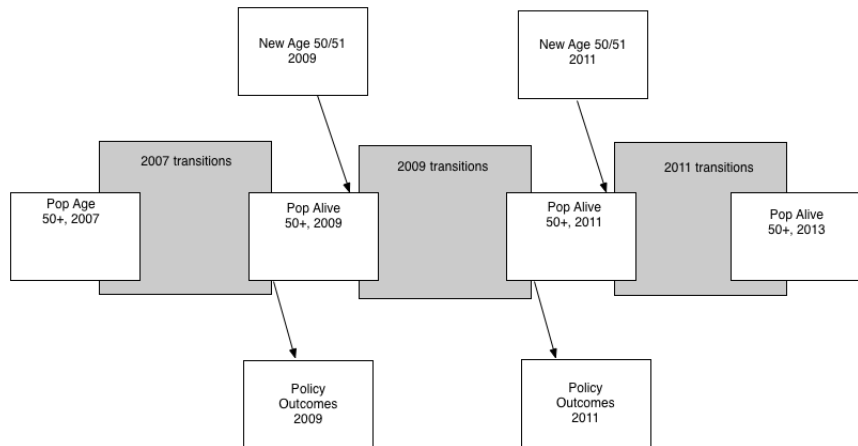 New Age 50/51
2009
New Age 50/51
2011
2007 transitions
2009 transitions
2011 transitions
Pop Age
50+, 2007
Pop Alive
50+, 2009
Pop Alive
50+, 2011
Pop Alive
50+, 2013
Policy
Outcomes
2009
Policy
Outcomes
2011